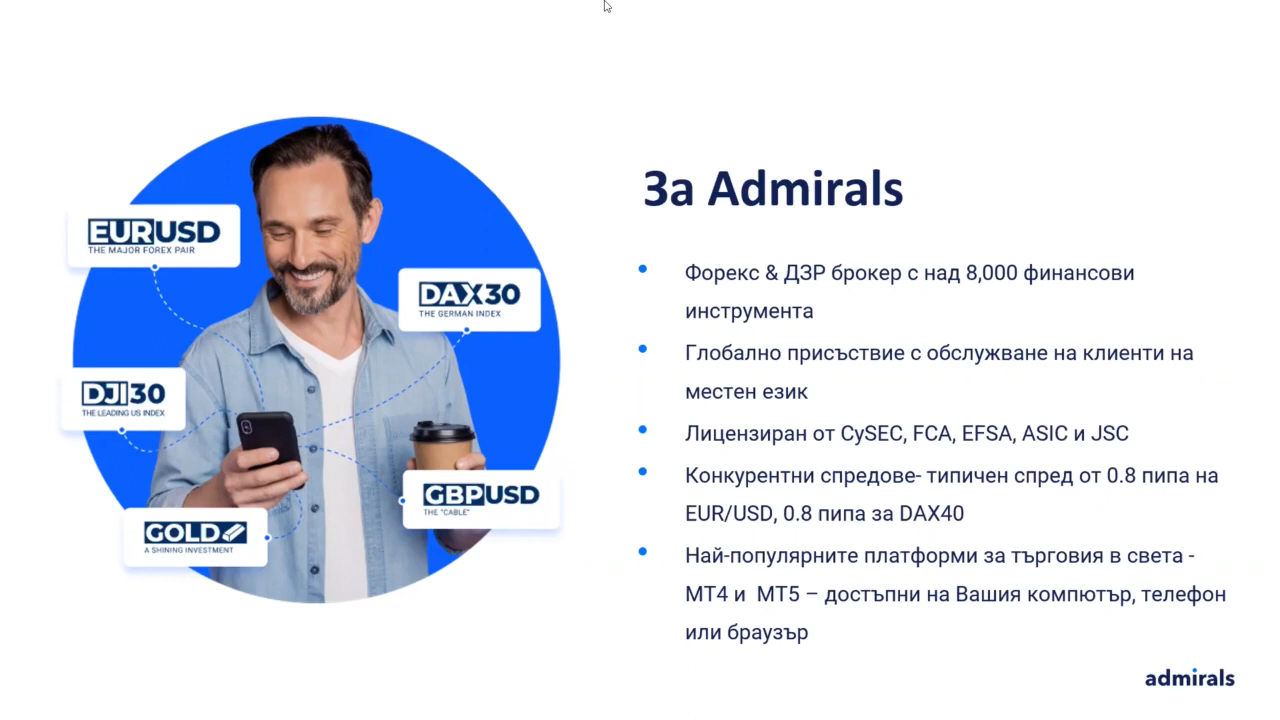 За Admirals
Форекс & ДЗР брокер с над 8,000 финансови
инструмента
Глобално присъствие с обслужване на клиенти на
местен език
Лицензиран от CySEC, FCA, EFSA, ASIC и JSC
Конкурентни спредове- типичен спред от 0.8 пипа на
EUR/USD, 0.8 пипа за DAX40
Най-популярните платформи за търговия в света -
MT4 и  MT5 – достъпни на Вашия компютър, телефон
или браузър
EURUSD
THE MAJOR FOREX PAIR
DAX30
THE GERMAN INDEX
DJI30
THE LEADING US INDEX
GBPUSD
THE "CABLE"
GOLD
A SHINING INVESTMENT
admirals